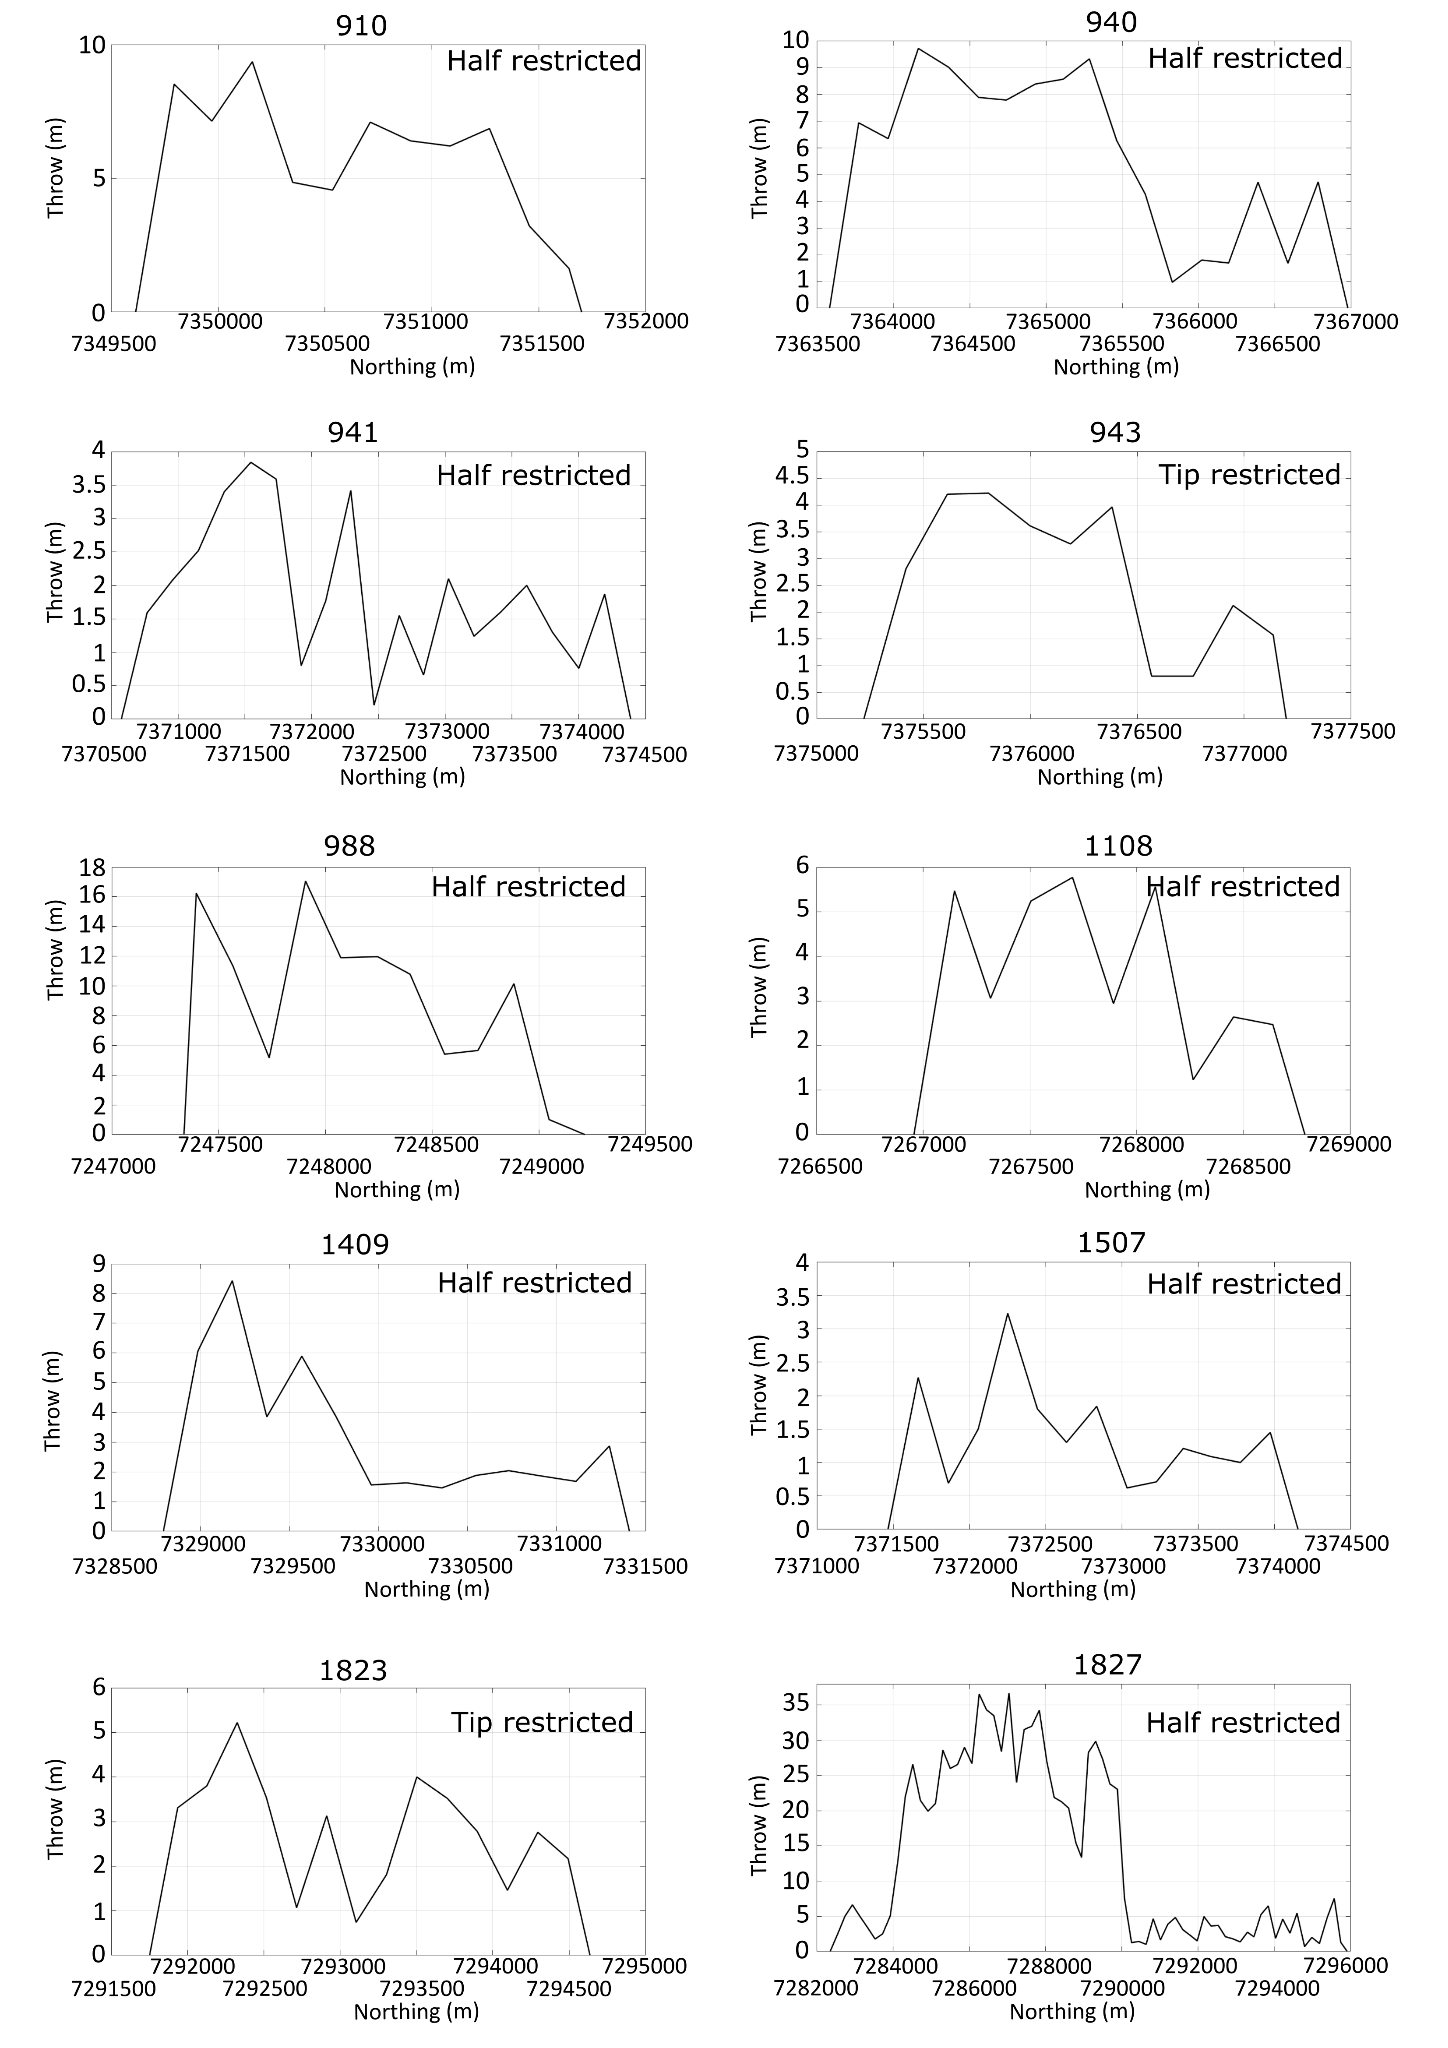 910
Half restricted
Throw (m)
10
5
0
7350000 7351000 7352000
7349500 7350500 7351500
Northing (m)
940
Half restricted
Throw (m)
10
9
8
7
6
5
4
3
2
1
0
7364000 7365000 7366000 7367000
7363500 7364500 7365500 7366500
Northing (m)
941
Half restricted
Throw (m)
4
3.5
3
2.5
2
1.5
1
0.5
0
7371000 7372000 7373000 7374000
7370500 7371500 7372500 7373500 7374500
Northing (m)
943
Tip restricted
Throw (m)
5
4.5
4
3.5
3
2.5
2
1.5
1
0.5
0
7375500 7376500 7377500
7375000 7376000 7377000
Northing (m)
988
Half restricted
Throw (m)
18
16
14
12
10
8
6
4
2
0
7247500 7248500 7249500
7247000 7248000 7249000
Northing (m)
1108
Half restricted
Throw (m)
6
5
4
3
2
1
0
7267000 7268000 7269000
7266500 7267500 7268500
Northing (m)
1409
Half restricted
Throw (m)
9
8
7
6
5
4
3
2
1
0
7329000 7330000 7331000
7328500 7329500 7330500 7331500
Northing (m)
1507
Half restricted
Throw (m)
4
3.5
3
2.5
2
1.5
1
0.5
0
7371500 7372500 7373500 7374500
7371000 7372000 7373000 7374000
Northing (m)
1823
Tip restricted
Throw (m)
6
5
4
3
2
1
0
7292000 7293000 7294000 7295000
7291500 7292500 7293500 7294500
Northing (m)
1827
Half restricted
Throw (m)
35
30
25
20
15
10
5
0
7284000 7288000 7292000 7296000
7282000 7286000 7290000 7294000
Northing (m)